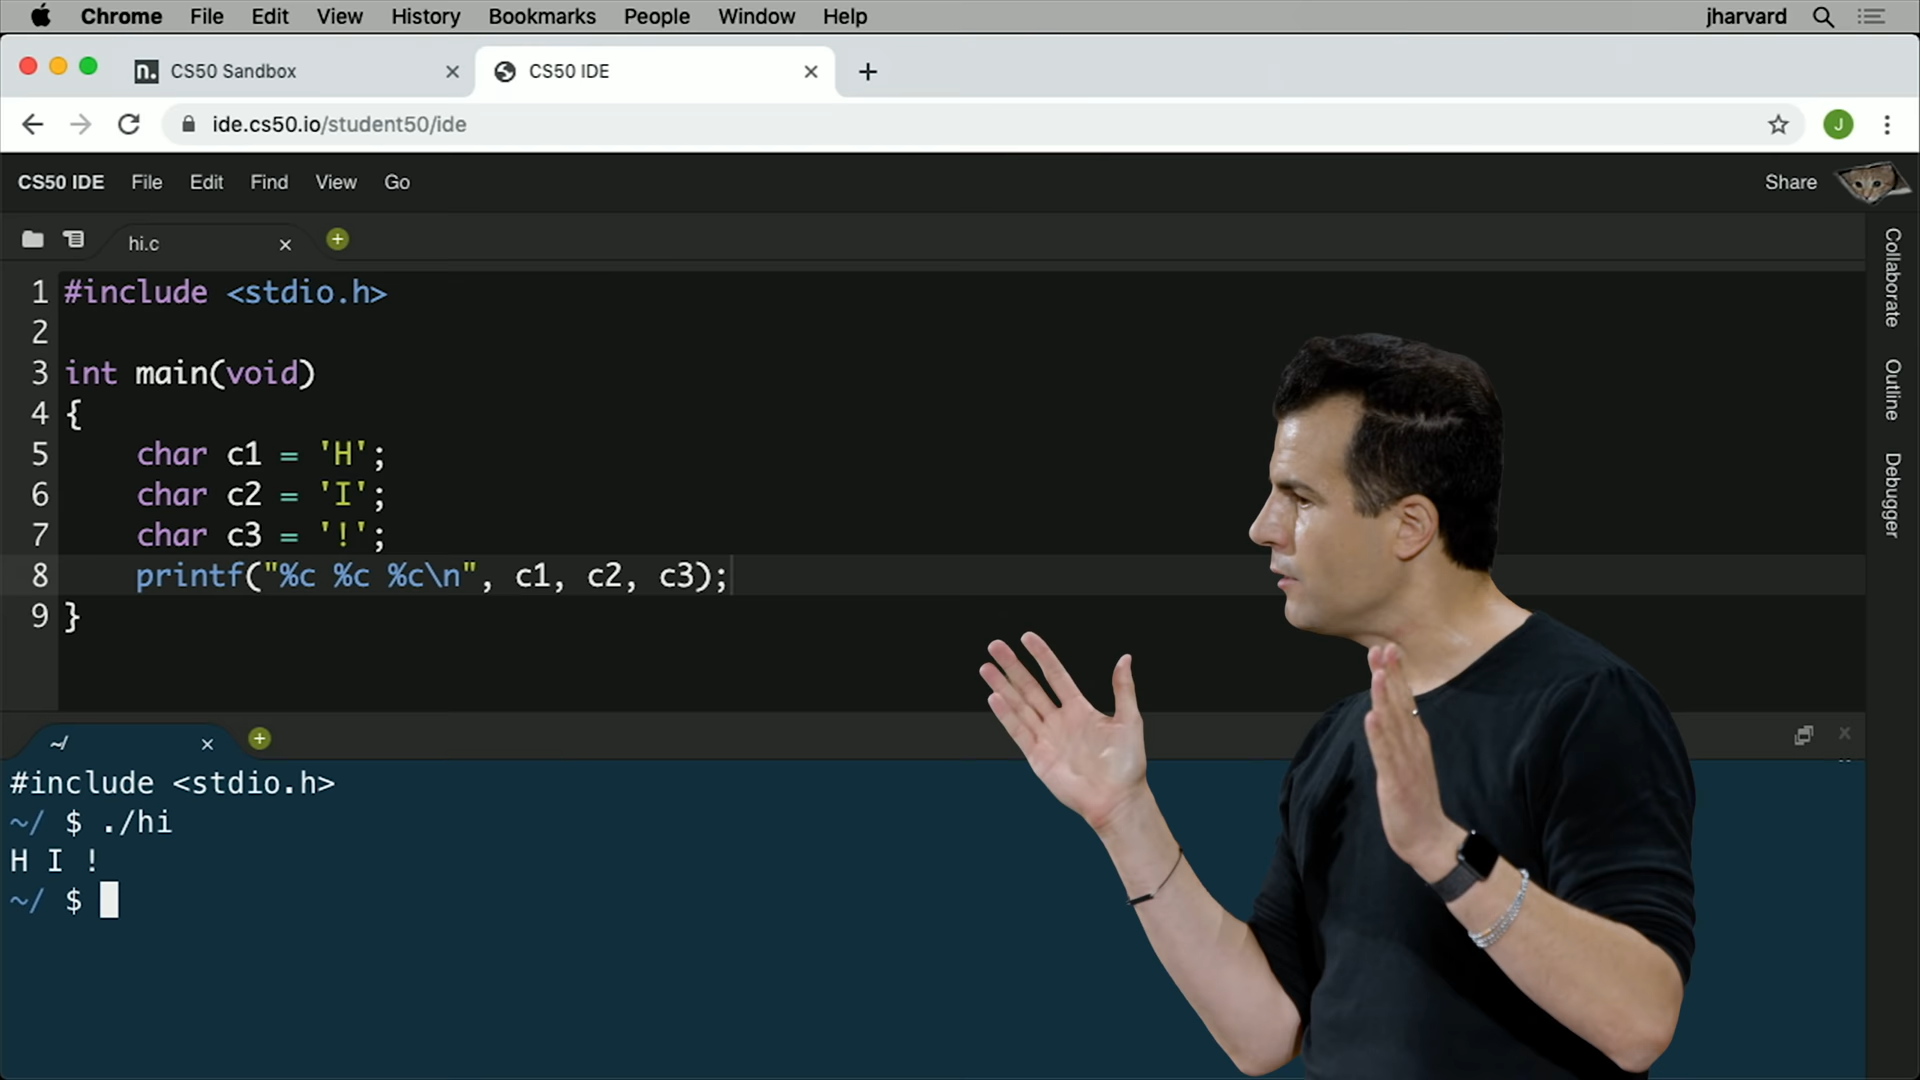 Chrome File Edit View History Bookmarks People Window Help jharvard
n. CS50 Sandbox CS50 IDE
ide.cs50.io/student50/ide J
CS50 IDE File Edit Find View Go Share
hi.c
Collaborate
Outline
Debugger
1 #include <stdio.h>
2
3 int main(void)
4 {
5 char c1 = 'H';
6 char c2 = 'I';
7 char c3 = '!';
8 printf("%c %c %c\n", c1, c2, c3);
9 }
~/
#include <stdio.h>
~/ $ ./hi
H I !
~/ $